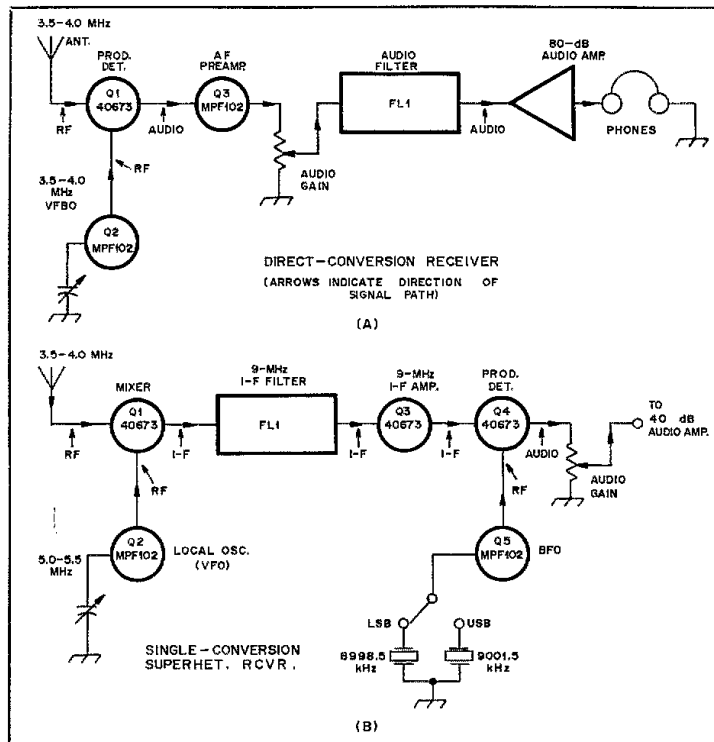 3.5-4.0 MHz
ANT.
PROD.
DET.
Q1
40673
RF
AUDIO
AF
PREAMP.
Q3
MPF102
AUDIO
GAIN
AUDIO
FILTER
FL1
AUDIO
80-dB
AUDIO AMP.
PHONES
RF
3.5-4.0
MHz
VFBO
Q2
MPF102
DIRECT-CONVERSION RECEIVER
(ARROWS INDICATE DIRECTION OF
SIGNAL PATH)
(A)
3.5-4.0 MHz
MIXER
Q1
40673
RF
I-F
9-MHz
I-F FILTER
FL1
I-F
9-MHz
I-F AMP.
Q3
40673
I-F
PROD.
DET.
Q4
40673
AUDIO
TO
40 dB
AUDIO AMP.
AUDIO
GAIN
RF
RF
5.0-5.5
MHz
Q2
MPF102
LOCAL OSC.
(VFO)
Q5
MPF102
BFO
LSB
USB
8998.5
kHz
9001.5
kHz
SINGLE-CONVERSION
SUPERHET. RCVR.
(B)